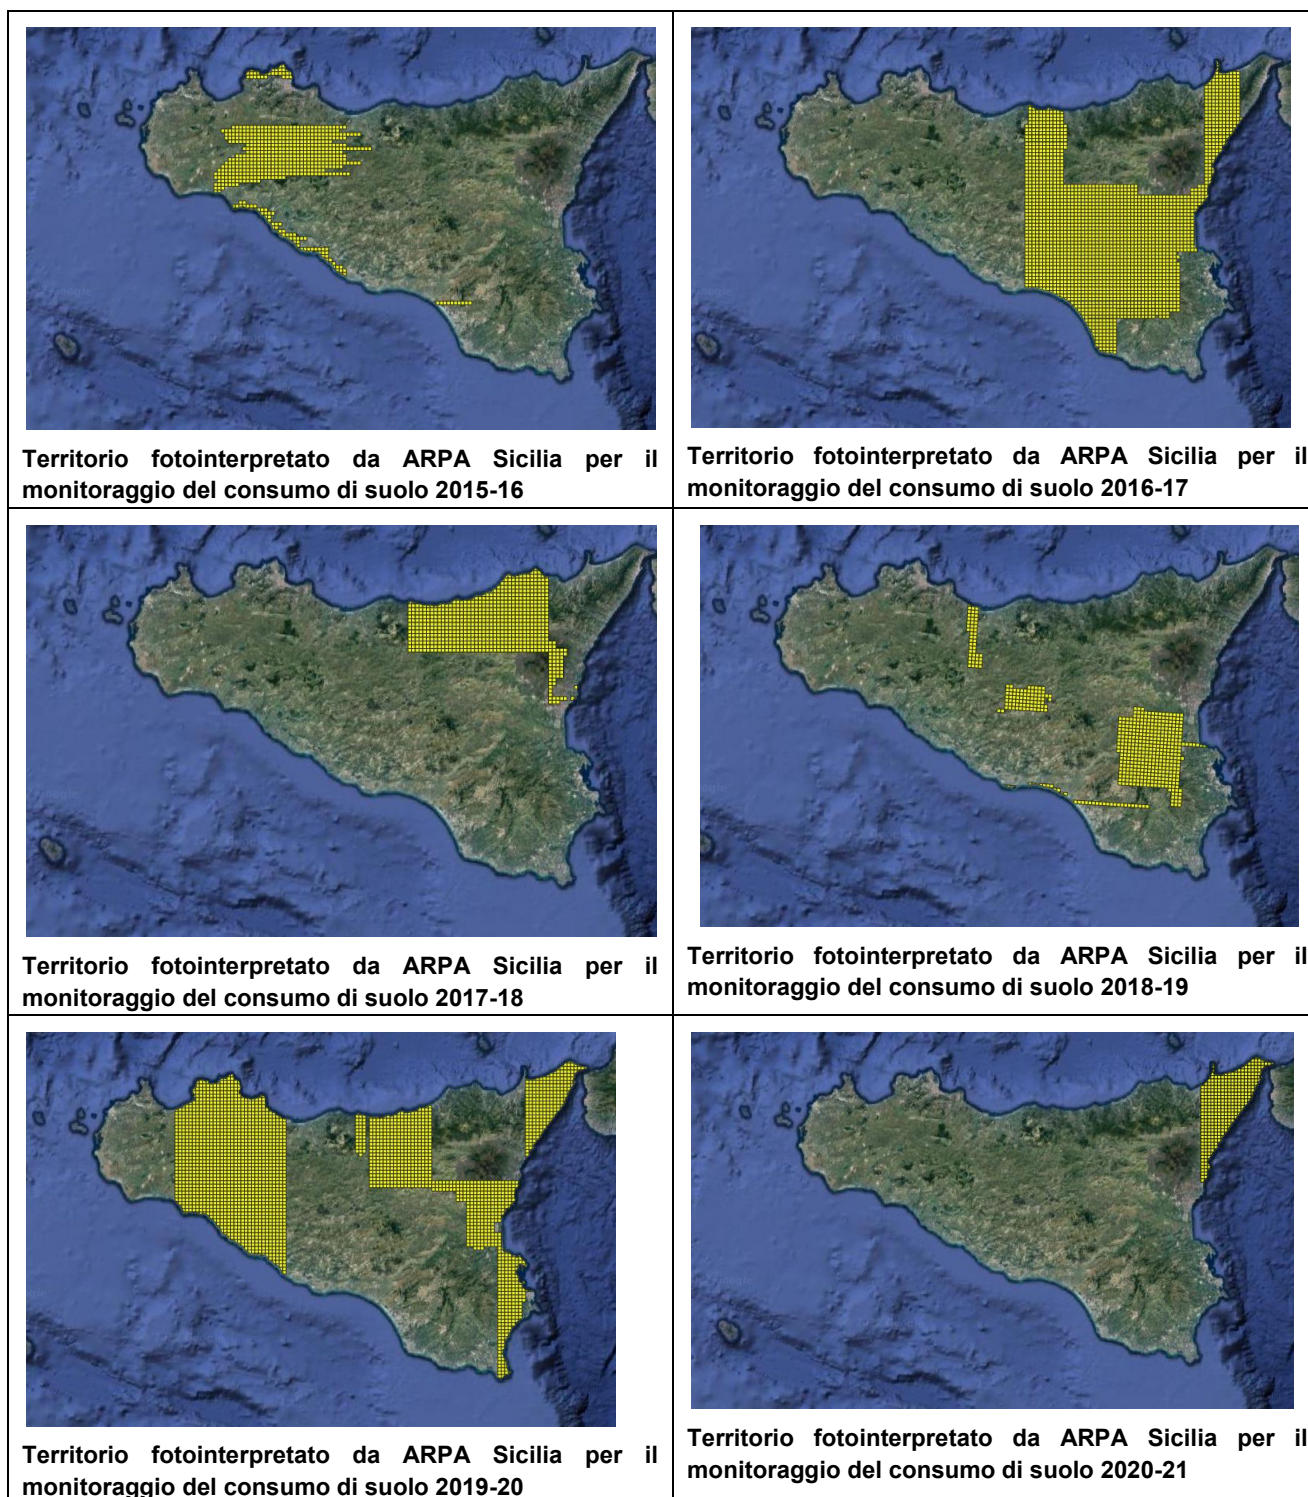 Territorio fotointerpretato da ARPA Sicilia per il
monitoraggio del consumo di suolo 2015-16
Territorio fotointerpretato da ARPA Sicilia per il
monitoraggio del consumo di suolo 2016-17
Territorio fotointerpretato da ARPA Sicilia per il
monitoraggio del consumo di suolo 2017-18
Territorio fotointerpretato da ARPA Sicilia per il
monitoraggio del consumo di suolo 2018-19
Territorio fotointerpretato da ARPA Sicilia per il
monitoraggio del consumo di suolo 2019-20
Territorio fotointerpretato da ARPA Sicilia per il
monitoraggio del consumo di suolo 2020-21